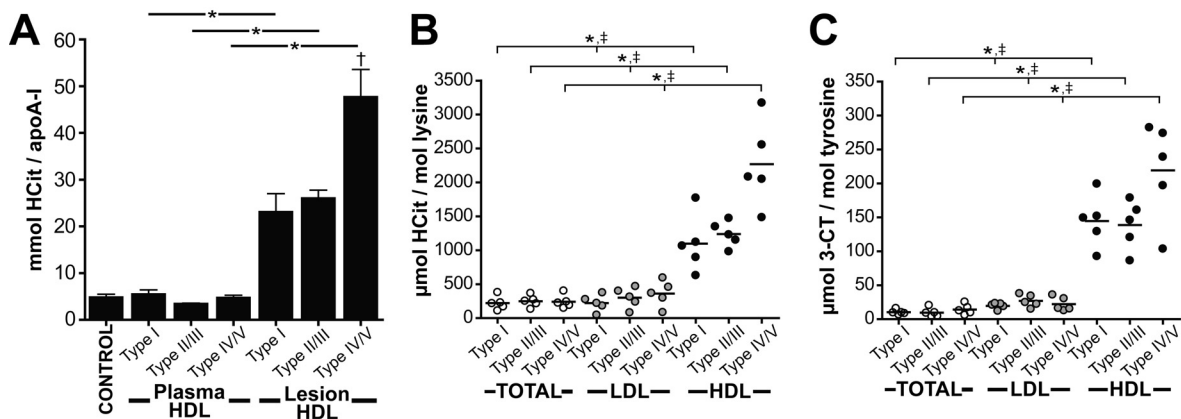 A
mmol HCit / apoA-I
60
50
40
30
20
10
0
*
*
*
†
CONTROL
Type I
Type II/III
Type IV/V
Type I
Type II/III
Type IV/V
Plasma HDL
Lesion HDL
B
µmol HCit / mol lysine
3500
3000
2500
2000
1500
1000
500
0
*,‡
*,‡
*,‡
Type I
Type II/III
Type IV/V
Type I
Type II/III
Type IV/V
Type I
Type II/III
Type IV/V
TOTAL
LDL
HDL
C
µmol 3-CT / mol tyrosine
350
300
250
200
150
100
50
0
*,‡
*,‡
*,‡
Type I
Type II/III
Type IV/V
Type I
Type II/III
Type IV/V
Type I
Type II/III
Type IV/V
TOTAL
LDL
HDL